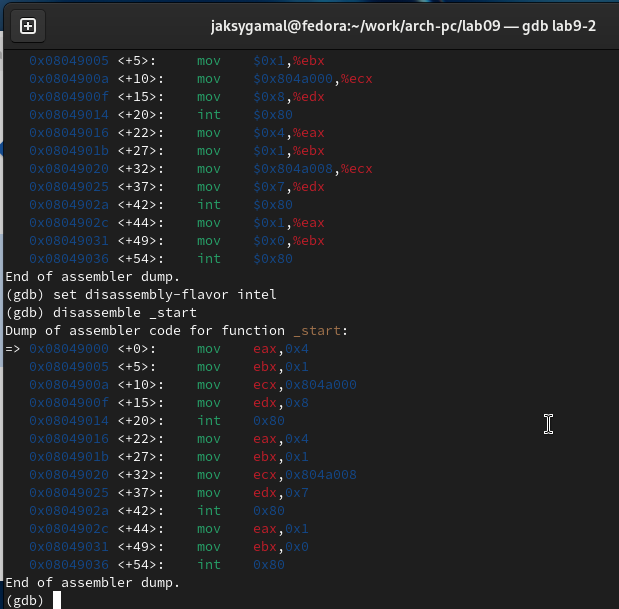 jaksygamal@fedora:~/work/arch-pc/lab09 — gdb lab9-2
0x08049005 <+5>: mov $0x1,%ebx
0x0804900a <+10>: mov $0x804a000,%ecx
0x0804900f <+15>: mov $0x8,%edx
0x08049014 <+20>: int $0x80
0x08049016 <+22>: mov $0x4,%eax
0x0804901b <+27>: mov $0x1,%ebx
0x08049020 <+32>: mov $0x804a008,%ecx
0x08049025 <+37>: mov $0x7,%edx
0x0804902a <+42>: int $0x80
0x0804902c <+44>: mov $0x1,%eax
0x08049031 <+49>: mov $0x0,%ebx
0x08049036 <+54>: int $0x80
End of assembler dump.
(gdb) set disassembly-flavor intel
(gdb) disassemble _start
Dump of assembler code for function _start:
=> 0x08049000 <+0>: mov eax,0x4
0x08049005 <+5>: mov ebx,0x1
0x0804900a <+10>: mov ecx,0x804a000
0x0804900f <+15>: mov edx,0x8
0x08049014 <+20>: int 0x80
0x08049016 <+22>: mov eax,0x4
0x0804901b <+27>: mov ebx,0x1
0x08049020 <+32>: mov ecx,0x804a008
0x08049025 <+37>: mov edx,0x7
0x0804902a <+42>: int 0x80
0x0804902c <+44>: mov eax,0x1
0x08049031 <+49>: mov ebx,0x0
0x08049036 <+54>: int 0x80
End of assembler dump.
(gdb)